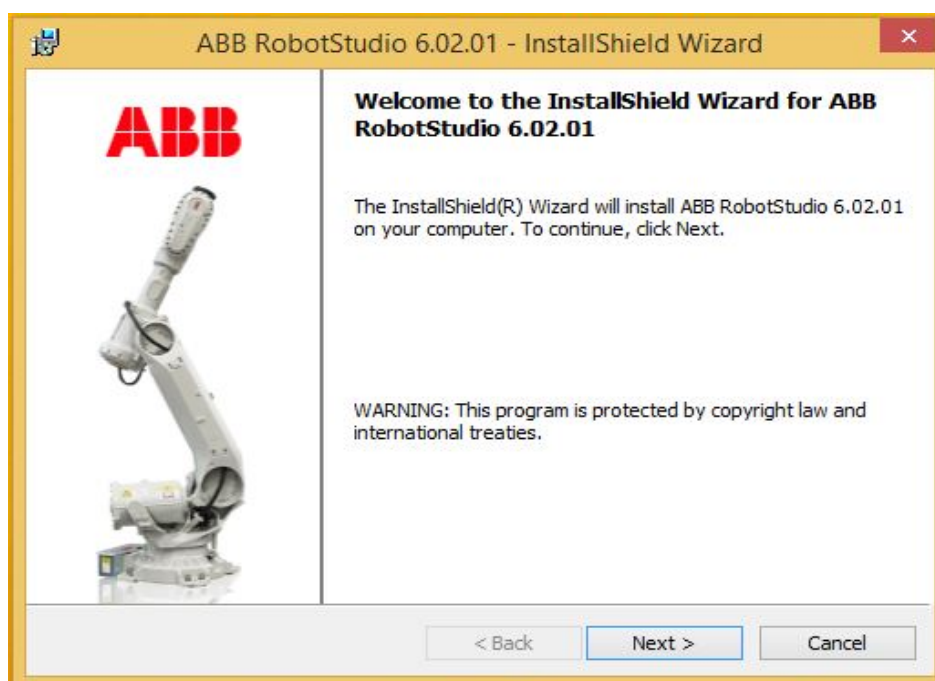 ABB RobotStudio 6.02.01 - InstallShield Wizard
ABB
Welcome to the InstallShield Wizard for ABB
RobotStudio 6.02.01
The InstallShield(R) Wizard will install ABB RobotStudio 6.02.01
on your computer. To continue, click Next.
WARNING: This program is protected by copyright law and
international treaties.
< Back
Next >
Cancel